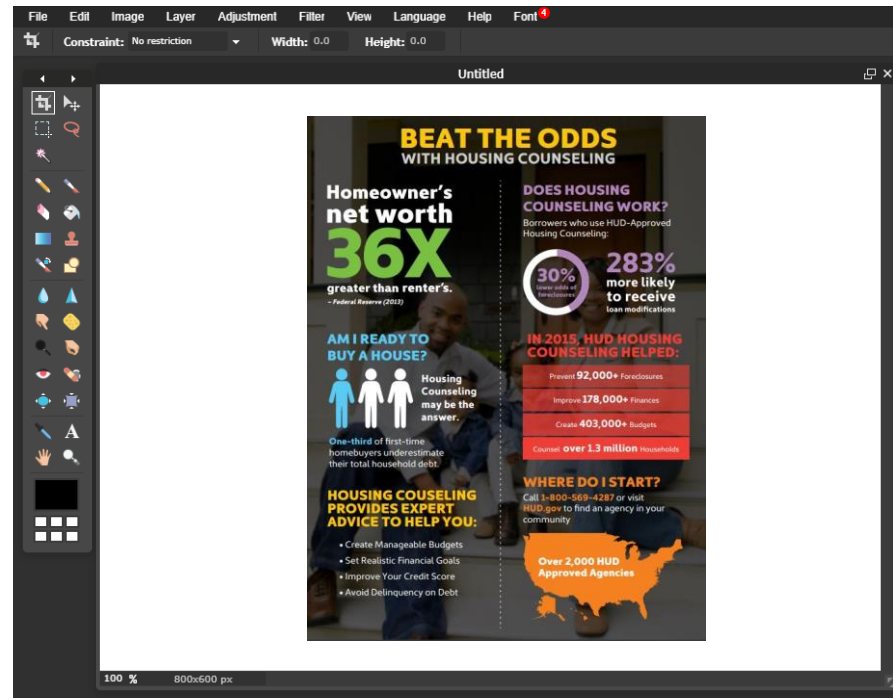 File Edit Image Layer Adjustment Filter View Language Help Font 4
Constraint: No restriction Width: 0.0 Height: 0.0
Untitled
A
BEAT THE ODDS
WITH HOUSING COUNSELING
Homeowner's
net worth
36X
greater than renter's.
– Federal Reserve (2013)
AM I READY TO
BUY A HOUSE?
Housing
Counseling
may be the
answer.
One-third of first-time
homebuyers underestimate
their total household debt.
HOUSING COUSELING
PROVIDES EXPERT
ADVICE TO HELP YOU:
• Create Manageable Budgets
• Set Realistic Financial Goals
• Improve Your Credit Score
• Avoid Delinquency on Debt
DOES HOUSING
COUNSELING WORK?
Borrowers who use HUD-Approved
Housing Counseling:
30%
lower odds of
foreclosures
283%
more likely
to receive
loan modifications
IN 2015, HUD HOUSING
COUNSELING HELPED:
Prevent 92,000+ Foreclosures
Improve 178,000+ Finances
Create 403,000+ Budgets
Counsel over 1.3 million Households
WHERE DO I START?
Call 1-800-569-4287 or visit
HUD.gov to find an agency in your
community
Over 2,000 HUD
Approved Agencies
100 % 800x600 px